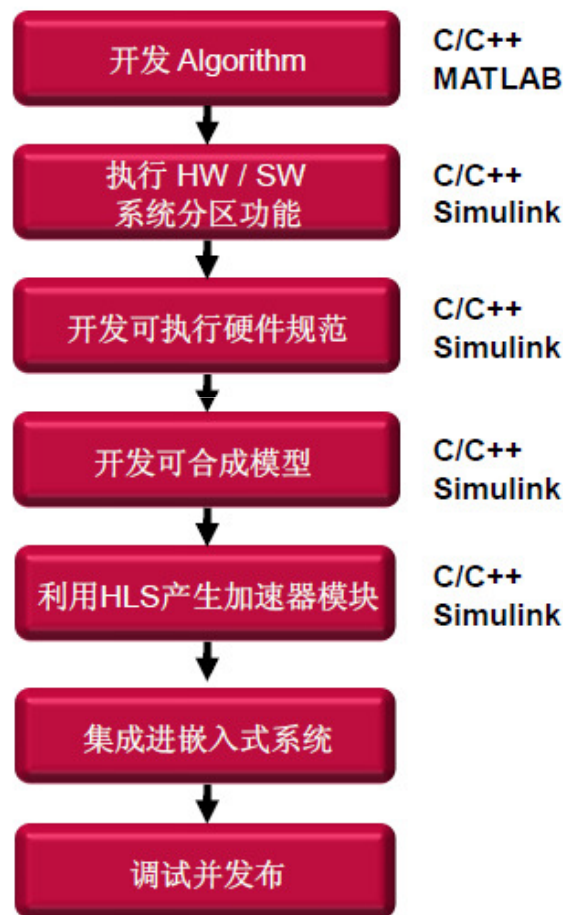 开发 Algorithm
C/C++
MATLAB
执行 HW / SW
系统分区功能
C/C++
Simulink
开发可执行硬件规范
C/C++
Simulink
开发可合成模型
C/C++
Simulink
利用HLS产生加速器模块
C/C++
Simulink
集成进嵌入式系统
调试并发布